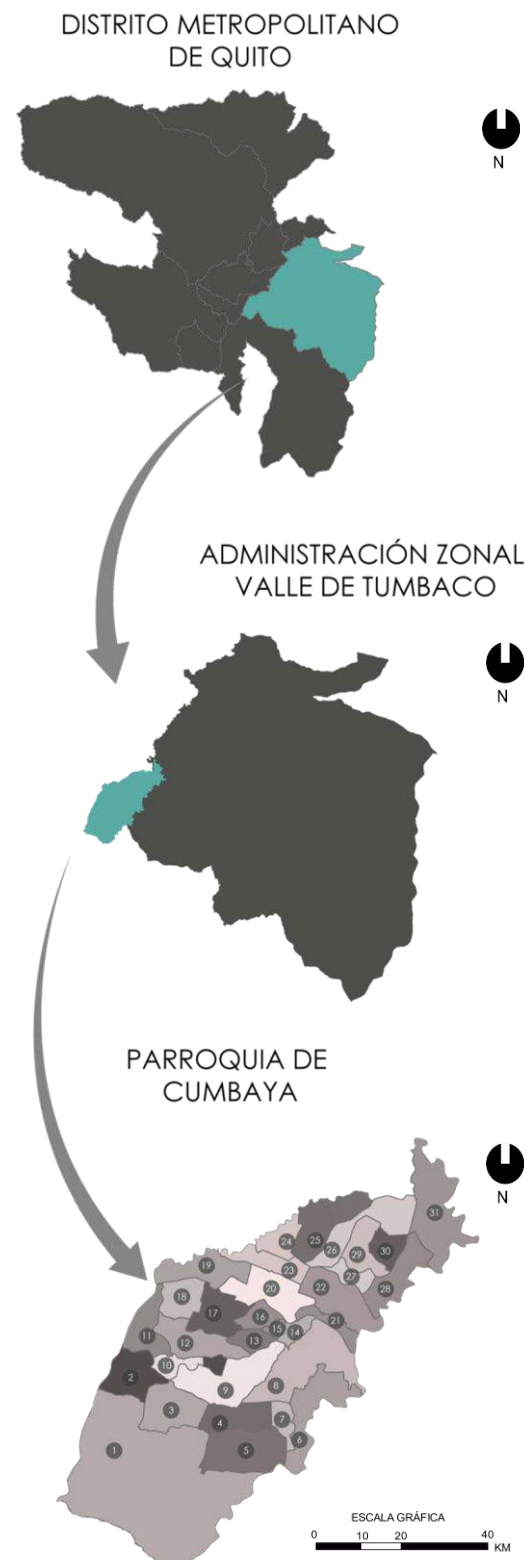 DISTRITO METROPOLITANO
DE QUITO
N
ADMINISTRACIÓN ZONAL
VALLE DE TUMBACO
N
PARROQUIA DE
CUMBAYA
N
31
24
25
26
29
30
19
23
27
28
18
20
22
17
16
21
11
12
13
15
14
10
2
9
8
3
4
7
6
1
5
ESCALA GRÁFICA
0 10 20 40
KM